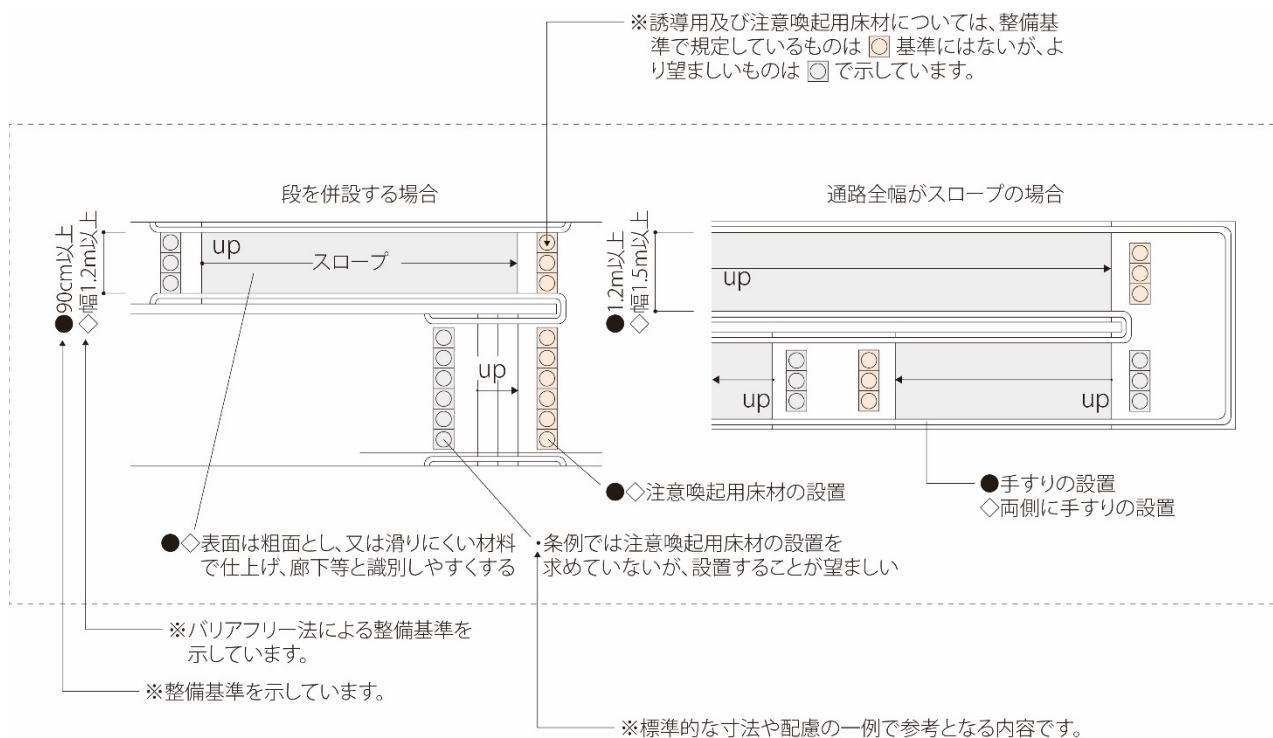 ※誘導用及び注意喚起用床材については、整備基
準で規定しているものは 基準にはないが、よ
り望ましいものは で示しています。
段を併設する場合
通路全幅がスロープの場合
●90cm以上
◇幅1.2m以上
up
スロープ
up
●1.2m以上
◇幅1.5m以上
up
up
up
●◇注意喚起用床材の設置
●手すりの設置
◇両側に手すりの設置
●◇表面は粗面とし、又は滑りにくい材料
で仕上げ、廊下等と識別しやすくする
・条例では注意喚起用床材の設置を
求めていないが、設置することが望ましい
※バリアフリー法による整備基準を
示しています。
※整備基準を示しています。
※標準的な寸法や配慮の一例で参考となる内容です。